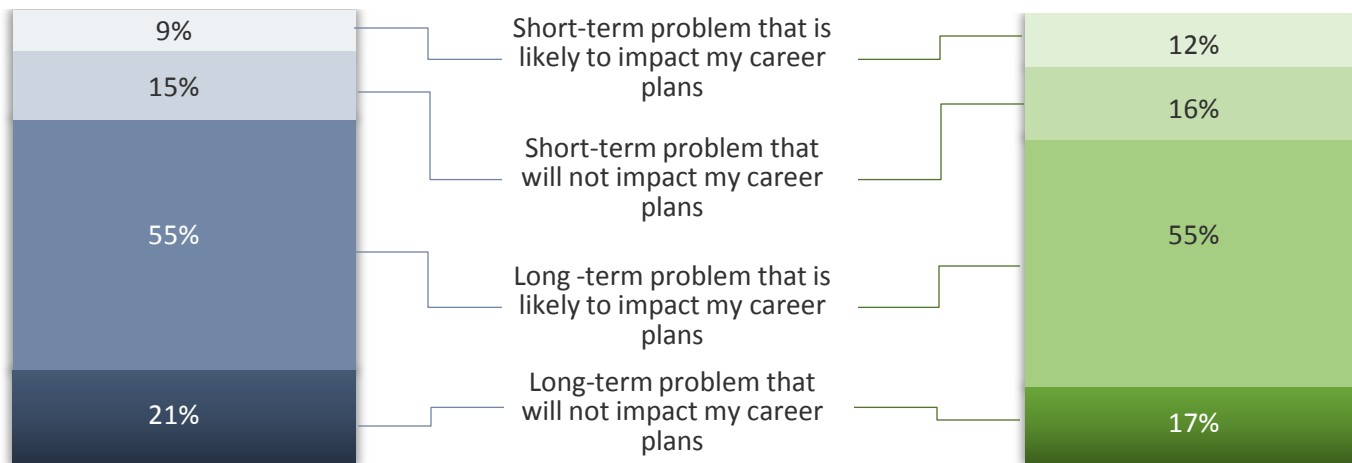 9%
15%
55%
21%
Short-term problem that is
likely to impact my career
plans
Short-term problem that
will not impact my career
plans
Long -term problem that is
likely to impact my career
plans
Long-term problem that
will not impact my career
plans
12%
16%
55%
17%